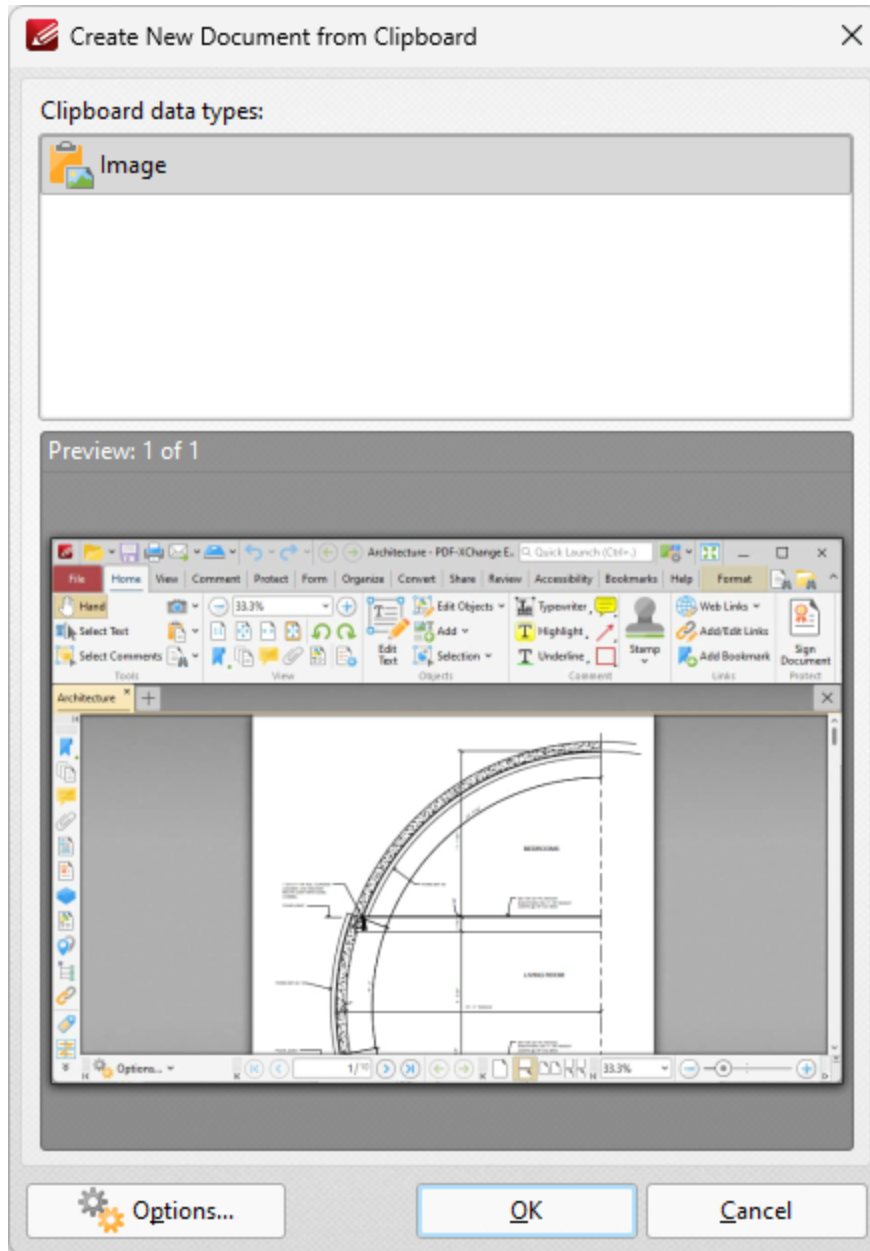 Create New Document from Clipboard
Clipboard data types:
Image
Preview: 1 of 1
Architecture - PDF-XChange E.. Quick Launch (Ctrl+.)
File Home View Comment Protect Form Organize Convert Share Review Accessibility Bookmarks Help Format
Hand 33.3% Edit Objects Typewriter Web Links
Select Text Add Highlight Add/Edit Links
Select Comments Edit Text Selection Underline Stamp Add Bookmark Sign Document
Tools View Objects Comment Links Protect
Architecture
BEDROOMS
LIVING ROOM
Options... 1/10 33.3%
Options... OK Cancel